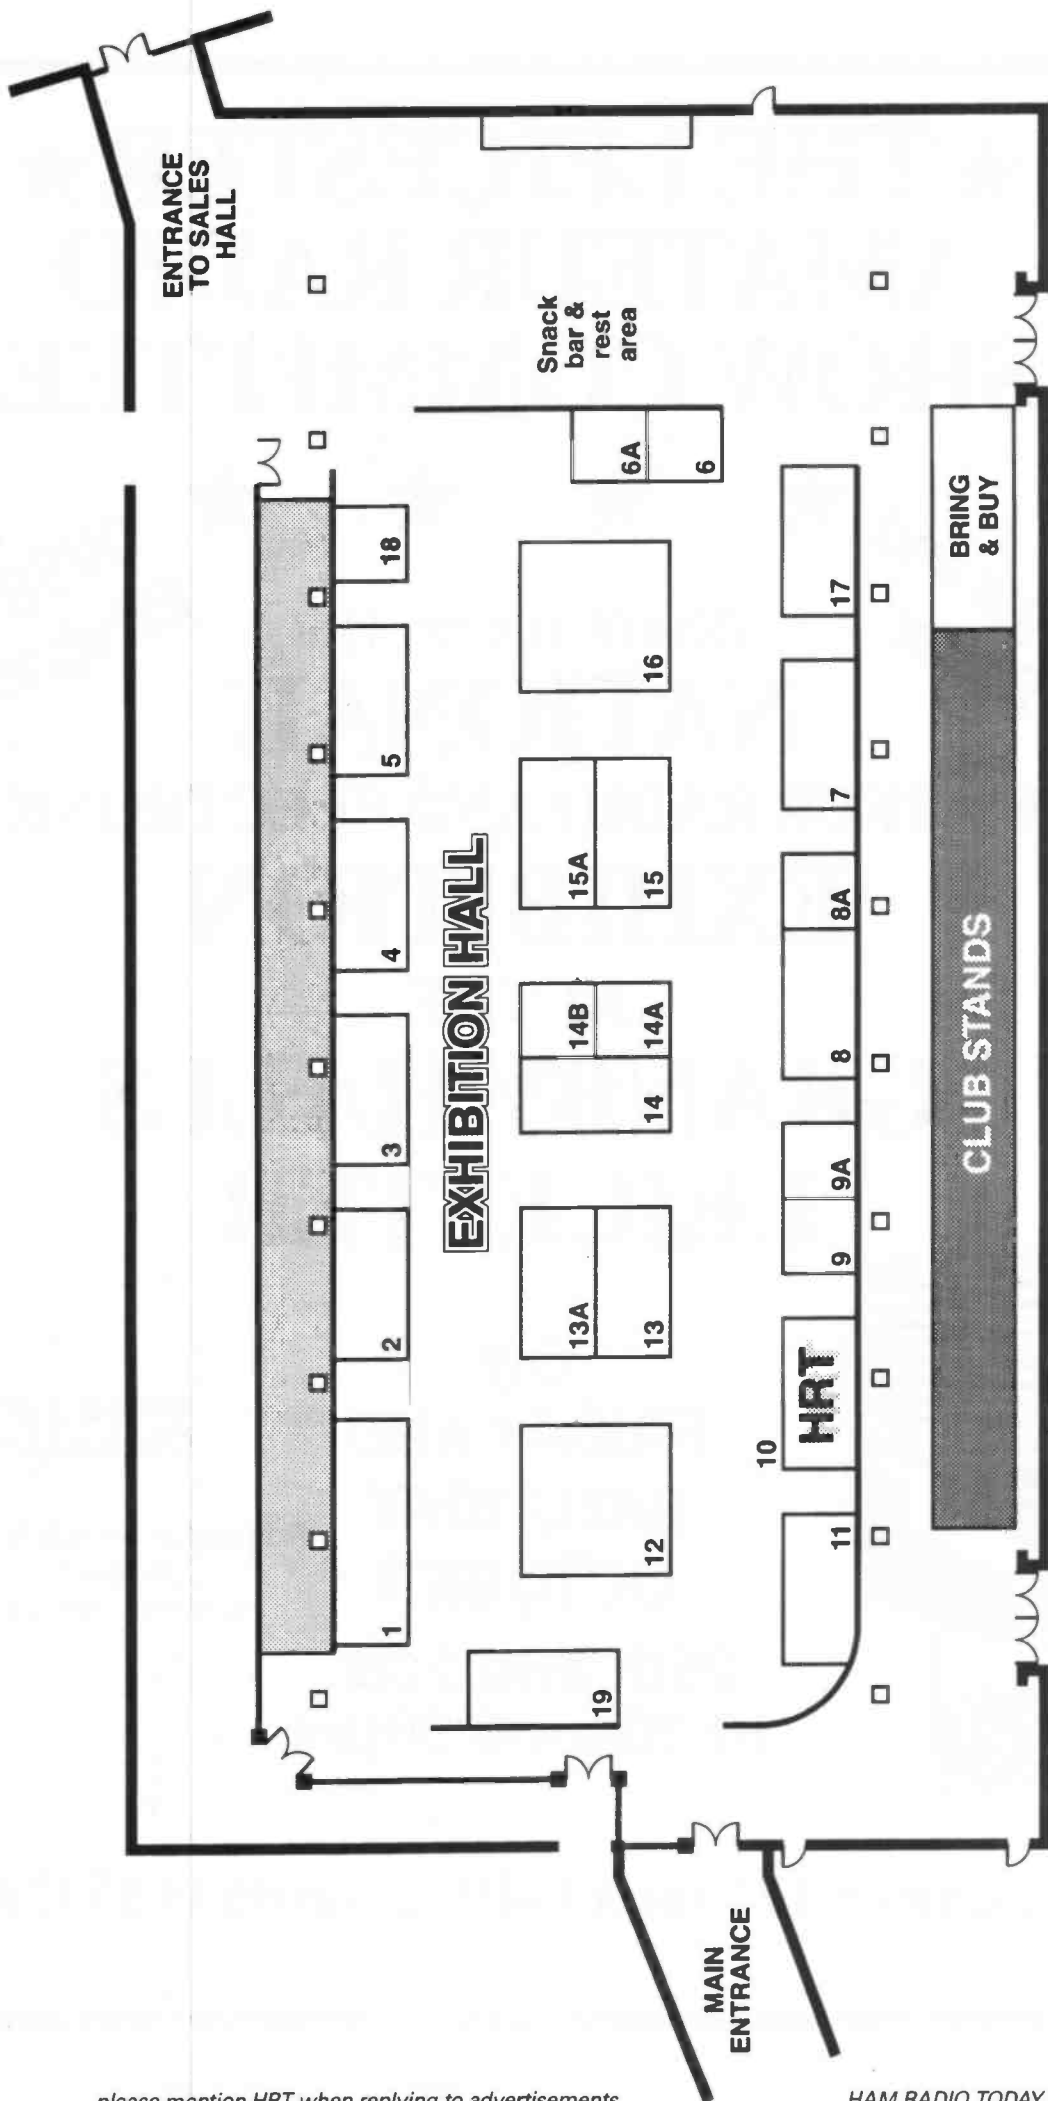 ENTRANCE
TO SALES
HALL
Snack
bar &
rest
area
EXHIBITION HALL
1
2
3
4
5
18
19
12
13A
13
14
14B
14A
15A
15
16
6A
6
10
HRT
11
9
9A
8
8A
7
17
CLUB STANDS
BRING
& BUY
MAIN
ENTRANCE
please mention HRT when replying to advertisements
HAM RADIO TODAY